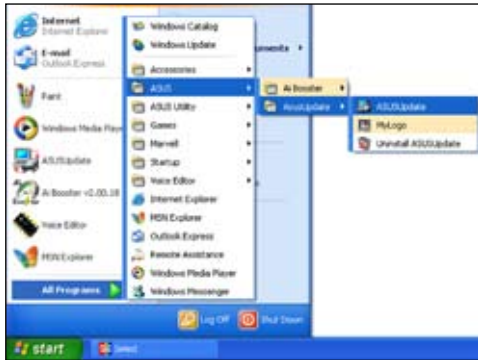 Internet
Internet Explorer
E-mail
Outlook Express
Paint
Windows Media Play
ASUSUpdate
Ai Booster v2.00.18
Voice Editor
MSN Explorer
All Programs
Windows Catalog
Windows Update
Accessories
ASUS
ASUS Utility
Games
Marvell
Startup
Voice Editor
Internet Explorer
MSN Explorer
Outlook Express
Remote Assistance
Windows Media Player
Windows Messenger
uments
Ai Booster
AsusUpdate
ASUSUpdate
MyLogo
Uninstall ASUSUpdate
Log Off
Shut Down
start